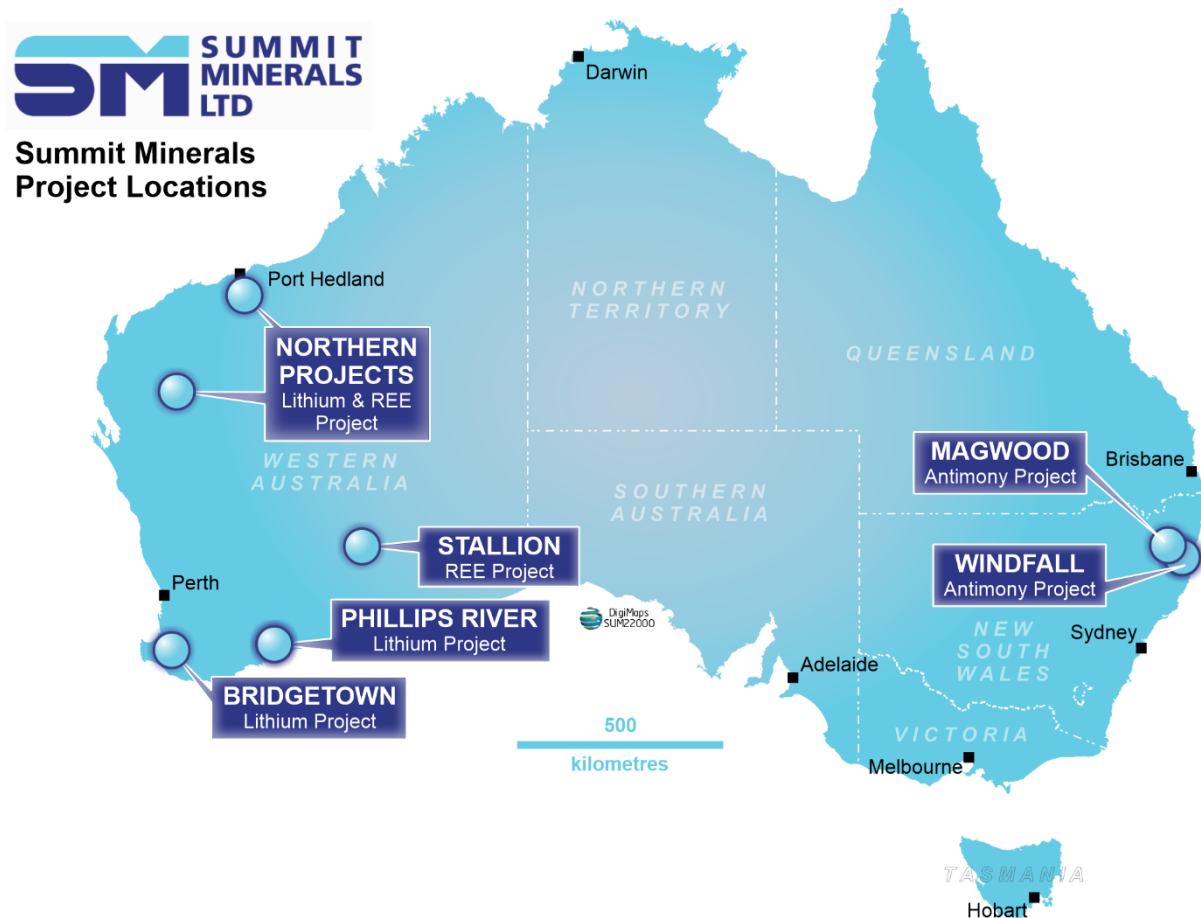 SM SUMMIT
MINERALS
LTD
Summit Minerals
Project Locations
Darwin
Port Hedland
NORTHERN
TERRITORY
QUEENSLAND
NORTHERN
PROJECTS
Lithium & REE
Project
WESTERN
AUSTRALIA
SOUTHERN
AUSTRALIA
MAGWOOD
Antimony Project
Brisbane
STALLION
REE Project
WINDFALL
Antimony Project
Perth
DigiMaps
SUM22000
PHILLIPS RIVER
Lithium Project
NEW
SOUTH
WALES
Sydney
Adelaide
BRIDGETOWN
Lithium Project
500
kilometres
VICTORIA
Melbourne
TASMANIA
Hobart